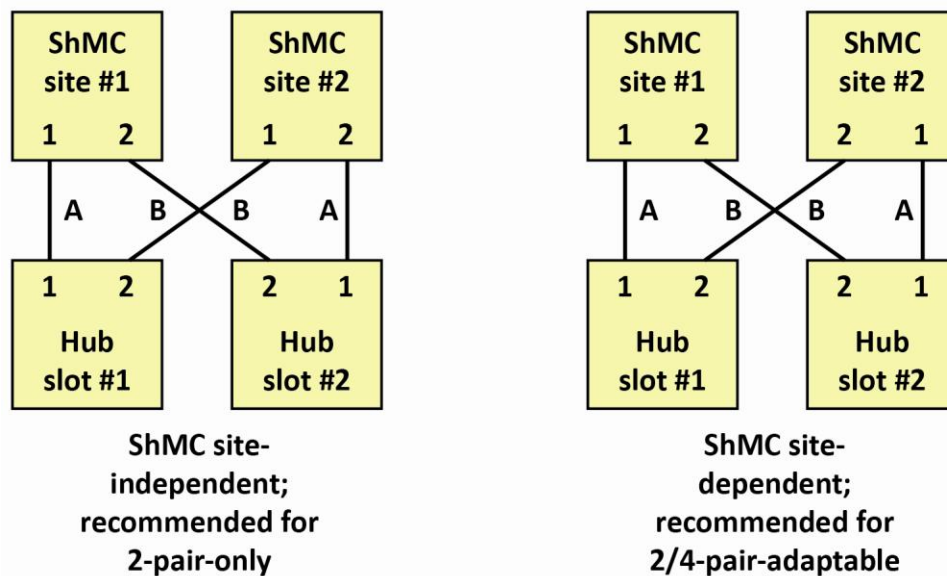 ShMC
site #1
1 2
ShMC
site #2
1 2
A B B A
1 2
Hub
slot #1
2 1
Hub
slot #2
ShMC site-
independent;
recommended for
2-pair-only
ShMC
site #1
1 2
ShMC
site #2
2 1
A B B A
1 2
Hub
slot #1
2 1
Hub
slot #2
ShMC site-
dependent;
recommended for
2/4-pair-adaptable